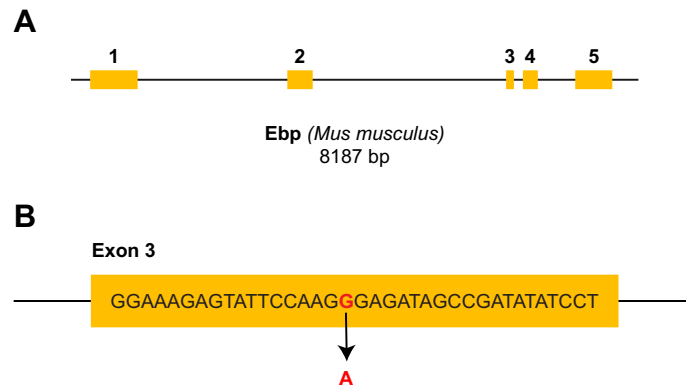 A
1 2 3 4 5
Ebp (Mus musculus)
8187 bp
B
Exon 3
GGAAAGAGTATTCCAAGGGAGATAGCCGATATATCCT
A